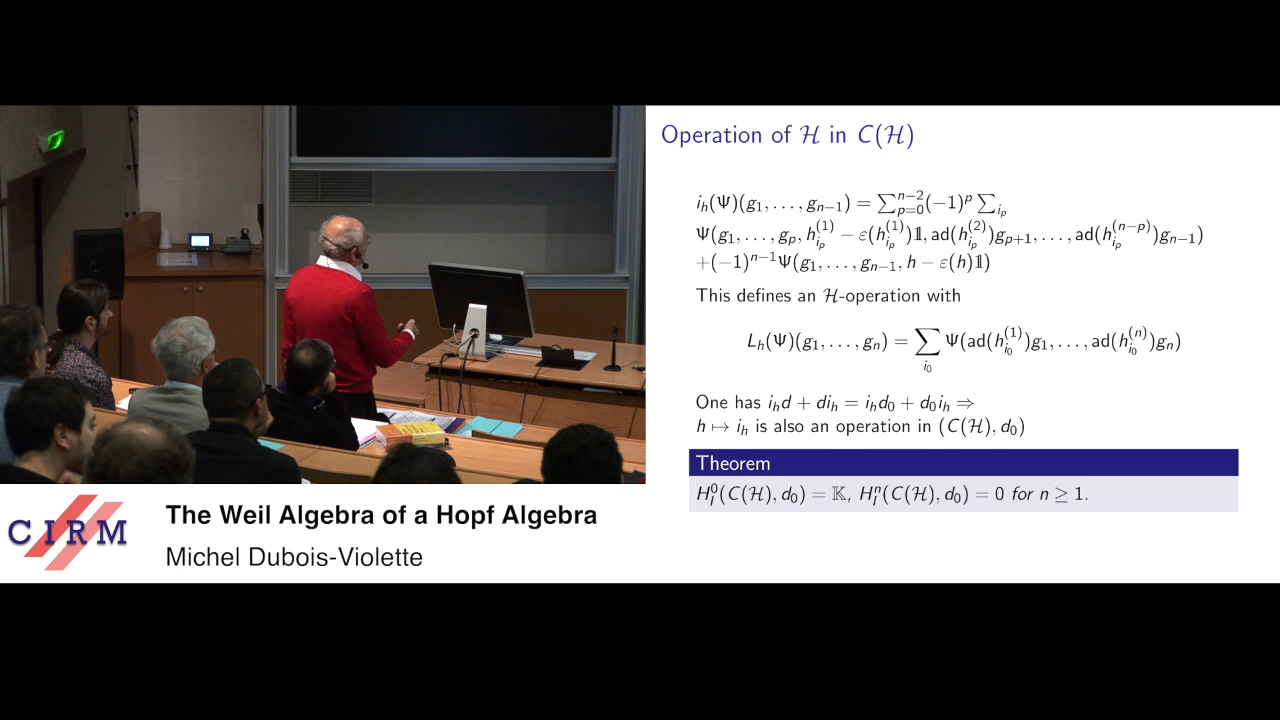 Operation of ℋ in C(ℋ)
i_h(Ψ)(g_1, . . . , g_{n−1}) = ∑_{p=0}^{n−2}(−1)^p ∑_{i_p}
Ψ(g_1, . . . , g_p, h_{i_p}^{(1)} − ε(h_{i_p}^{(1)})𝟙, ad(h_{i_p}^{(2)})g_{p+1}, . . . , ad(h_{i_p}^{(n−p)})g_{n−1})
+(−1)^{n−1}Ψ(g_1, . . . , g_{n−1}, h − ε(h)𝟙)
This defines an ℋ-operation with
L_h(Ψ)(g_1, . . . , g_n) = ∑_{i_0} Ψ(ad(h_{i_0}^{(1)})g_1, . . . , ad(h_{i_0}^{(n)})g_n)
One has i_h d + di_h = i_h d_0 + d_0 i_h ⇒
h ↦ i_h is also an operation in (C(ℋ), d_0)
Theorem
H_I^0(C(ℋ), d_0) = 𝕂, H_I^n(C(ℋ), d_0) = 0 for n ≥ 1.
CIRM
The Weil Algebra of a Hopf Algebra
Michel Dubois-Violette